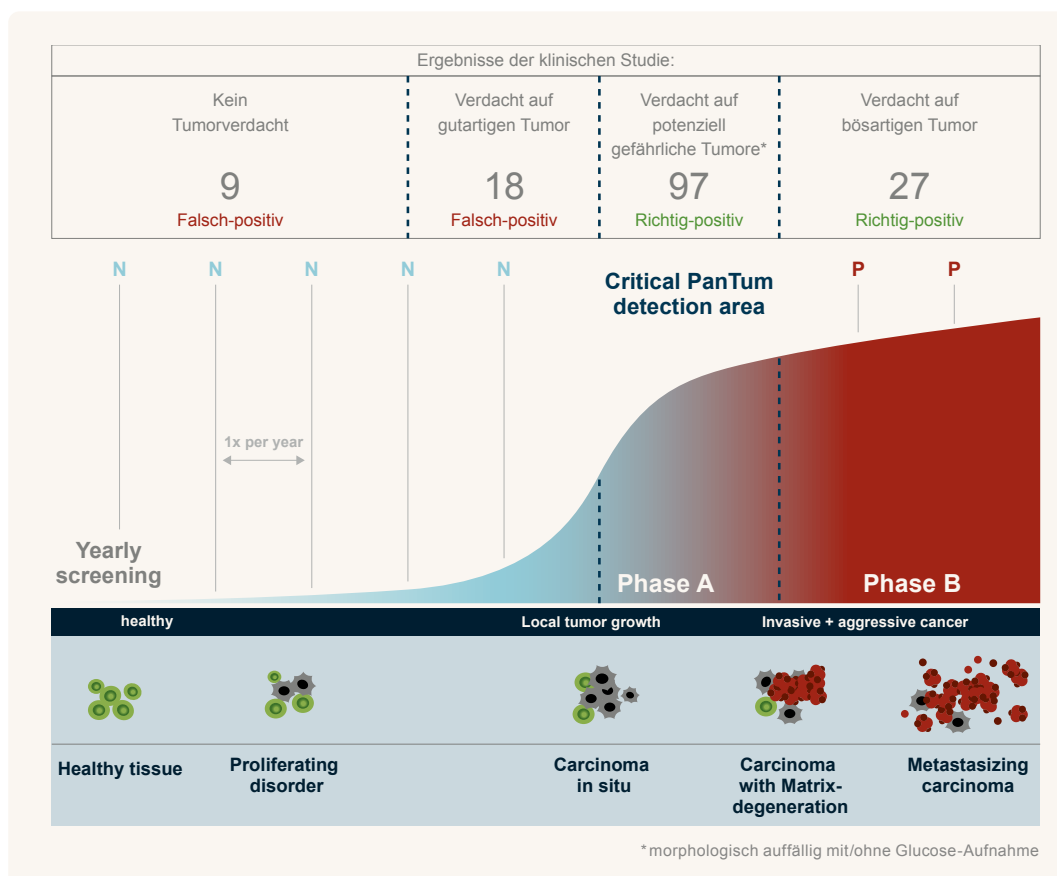 Ergebnisse der klinischen Studie:
Kein
Tumorverdacht
9
Falsch-positiv
Verdacht auf
gutartigen Tumor
18
Falsch-positiv
Verdacht auf
potenziell
gefährliche Tumore*
97
Richtig-positiv
Verdacht auf
bösartigen Tumor
27
Richtig-positiv
N N N N N P P
Critical PanTum
detection area
1x per year
Yearly
screening
Phase A
Phase B
healthy
Local tumor growth
Invasive + aggressive cancer
Healthy tissue
Proliferating
disorder
Carcinoma
in situ
Carcinoma
with Matrix-
degeneration
Metastasizing
carcinoma
*morphologisch auffällig mit/ohne Glucose-Aufnahme